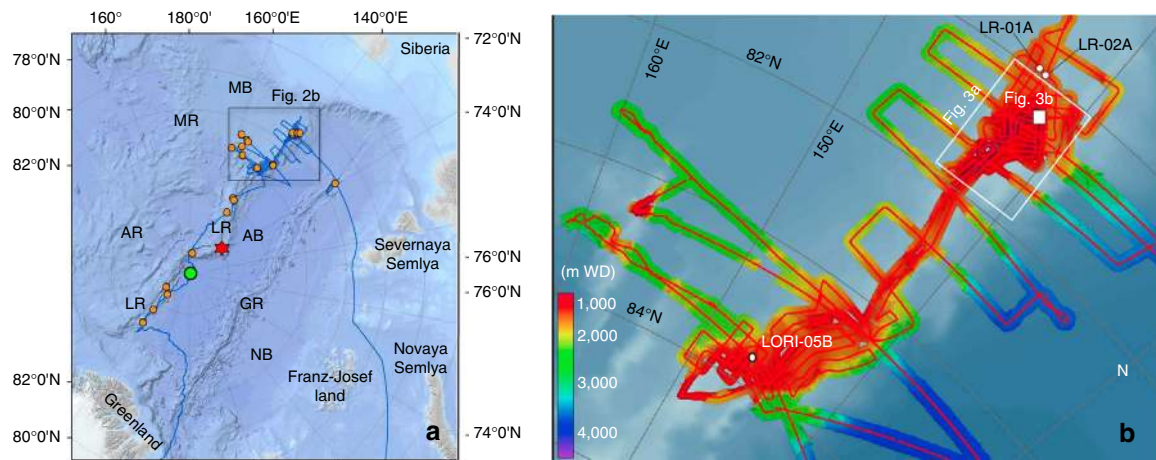 160° 180°0'E 160°0'E 140°0'E
78°0'N
80°0'N
82°0'N
82°0'N
80°0'N
72°0'N
74°0'N
76°0'N
76°0'N
74°0'N
Siberia
MB
Fig. 2b
MR
AR
LR
AB
LR
GR
NB
Severnaya
Semlya
Novaya
Semlya
Franz-Josef
land
Greenland
a
b
160°E
82°N
150°E
84°N
LR-01A
LR-02A
Fig. 3a
Fig. 3b
LORI-05B
(m WD)
1,000
2,000
3,000
4,000
N